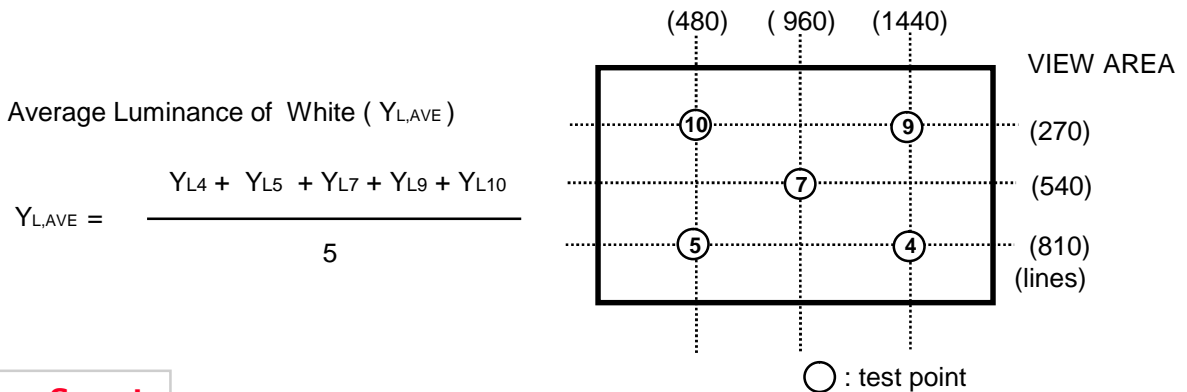 (480) ( 960) (1440)
VIEW AREA
Average Luminance of White ( YL,AVE )
10 9 (270)
YL4 + YL5 + YL7 + YL9 + YL10
7 (540)
YL,AVE =
5
5 4 (810)
(lines)
: test point